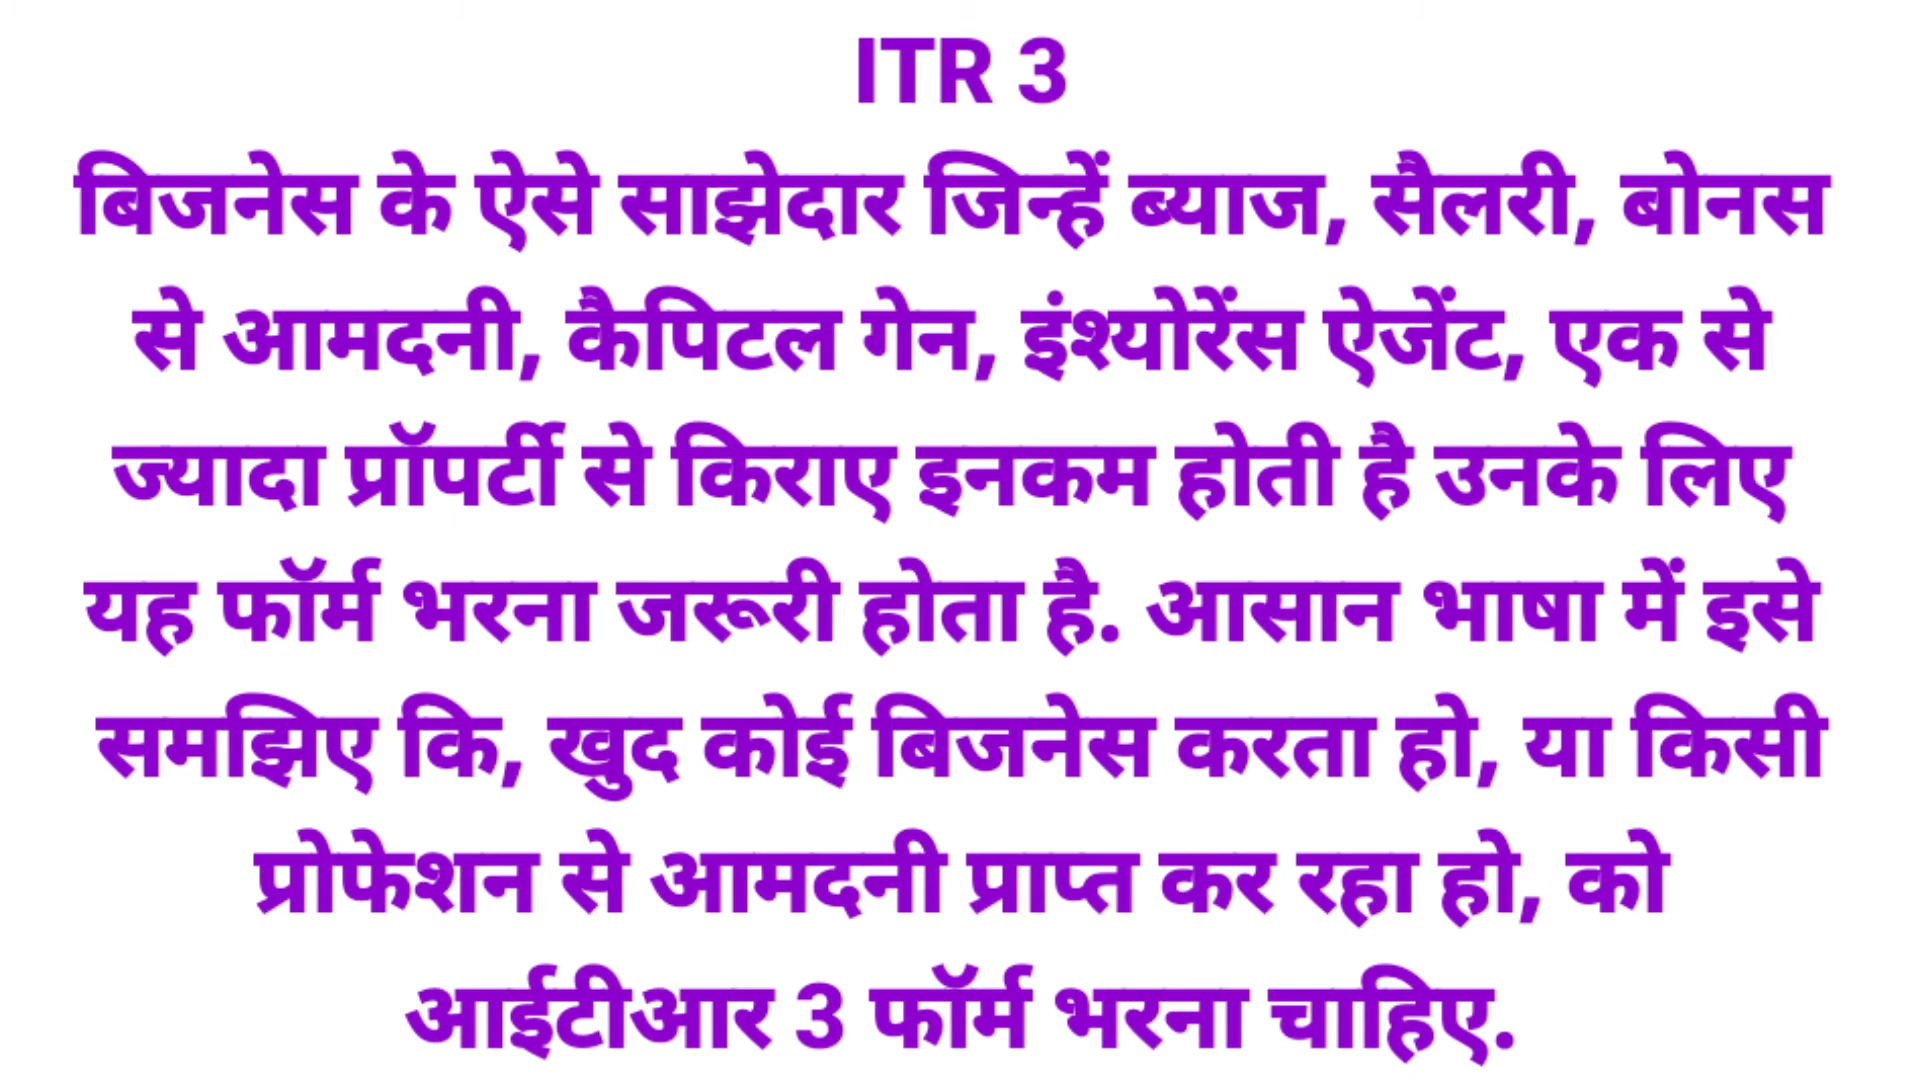 ITR 3
बिजनेस के ऐसे साझेदार जिन्हें ब्याज, सैलरी, बोनस
से आमदनी, कैपिटल गेन, इंश्योरेंस ऐजेंट, एक से
ज्यादा प्रॉपर्टी से किराए इनकम होती है उनके लिए
यह फॉर्म भरना जरूरी होता है. आसान भाषा में इसे
समझिए कि, खुद कोई बिजनेस करता हो, या किसी
प्रोफेशन से आमदनी प्राप्त कर रहा हो, को
आईटीआर 3 फॉर्म भरना चाहिए.